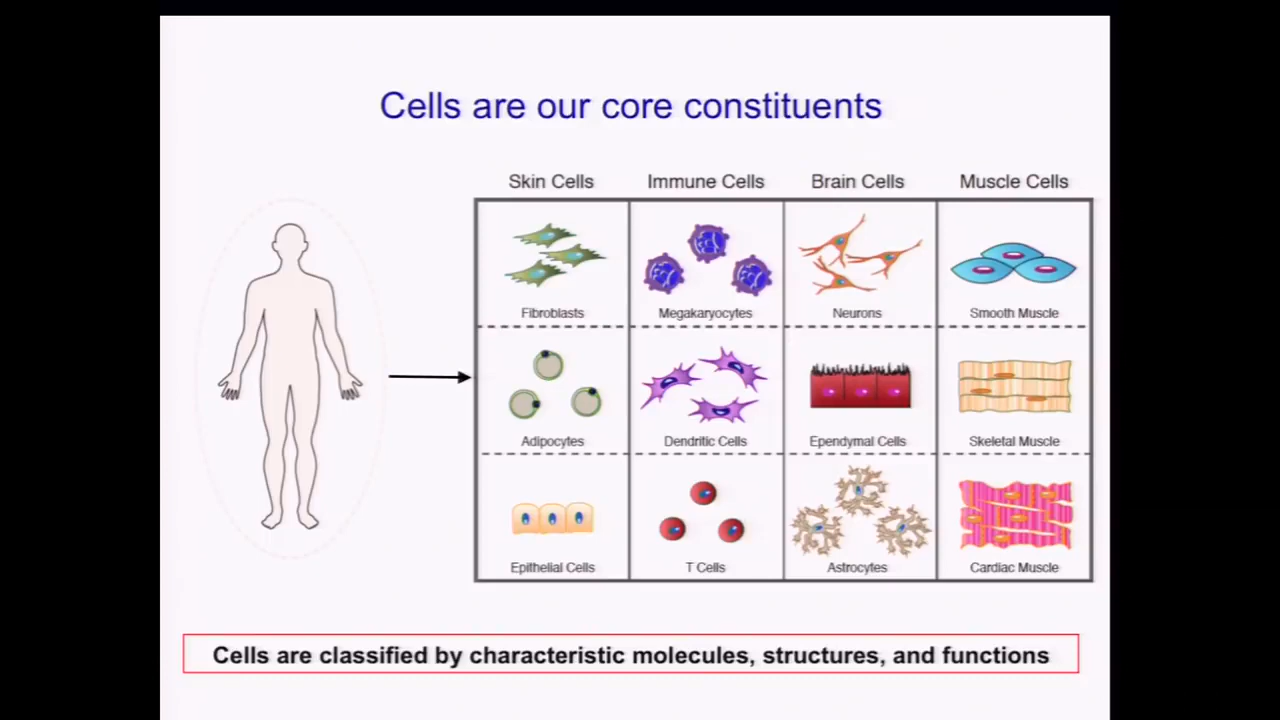 Cells are our core constituents
Skin Cells Immune Cells Brain Cells Muscle Cells
Fibroblasts Megakaryocytes Neurons Smooth Muscle
Adipocytes Dendritic Cells Ependymal Cells Skeletal Muscle
Epithelial Cells T Cells Astrocytes Cardiac Muscle
Cells are classified by characteristic molecules, structures, and functions